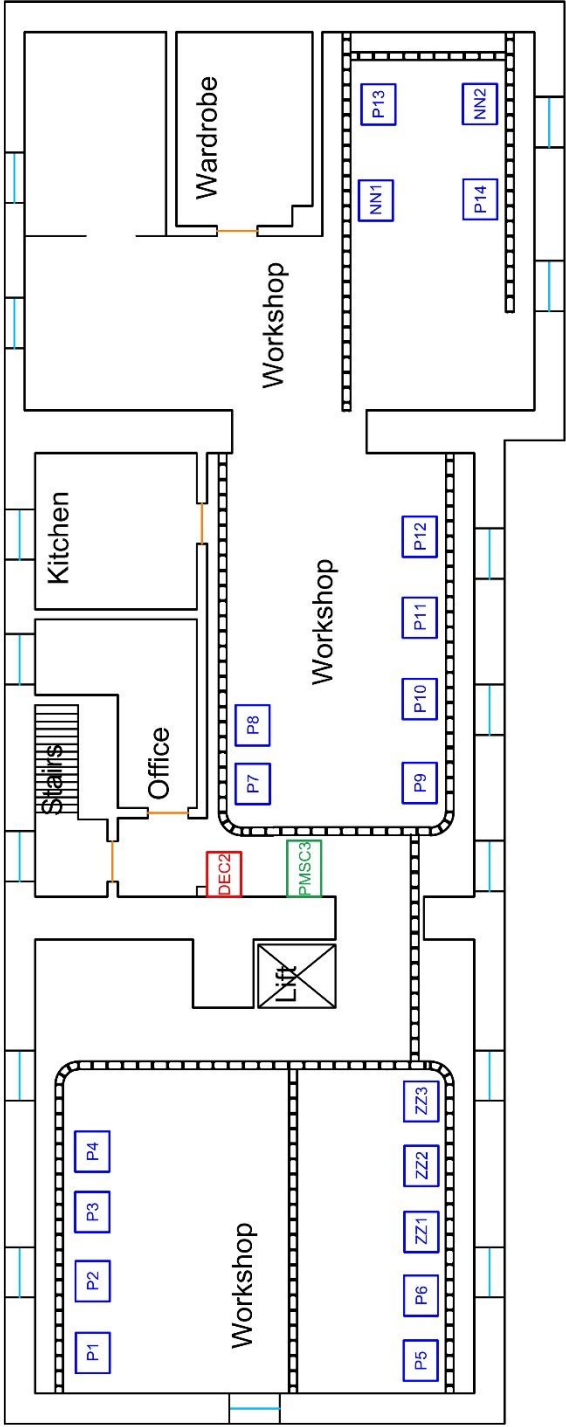 Wardrobe
P13
NN2
NN1
P14
Workshop
Kitchen
P12
Workshop
P11
P10
P9
P8
P7
Stairs
Office
DEC2
PMSC3
Lift
P4
P3
P2
P1
Workshop
ZZ3
ZZ2
ZZ1
P6
P5